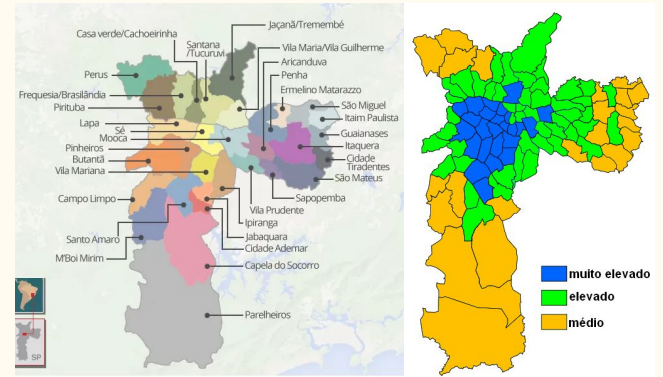 Jaçanã/Tremembé
Casa verde/Cachoeirinha
Santana
/Tucuruvi
Vila Maria/Vila Guilherme
Aricanduva
Perus
Penha
Ermelino Matarazzo
Frequesia/Brasilândia
São Miguel
Pirituba
Itaim Paulista
Lapa
Sé
Guaianases
Mooca
Itaquera
Pinheiros
Cidade
Tiradentes
Butantã
Vila Mariana
São Mateus
Sapopemba
Campo Limpo
Vila Prudente
Ipiranga
Santo Amaro
Jabaquara
Cidade Ademar
M'Boi Mirim
Capela do Socorro
Parelheiros
SP
muito elevado
elevado
médio